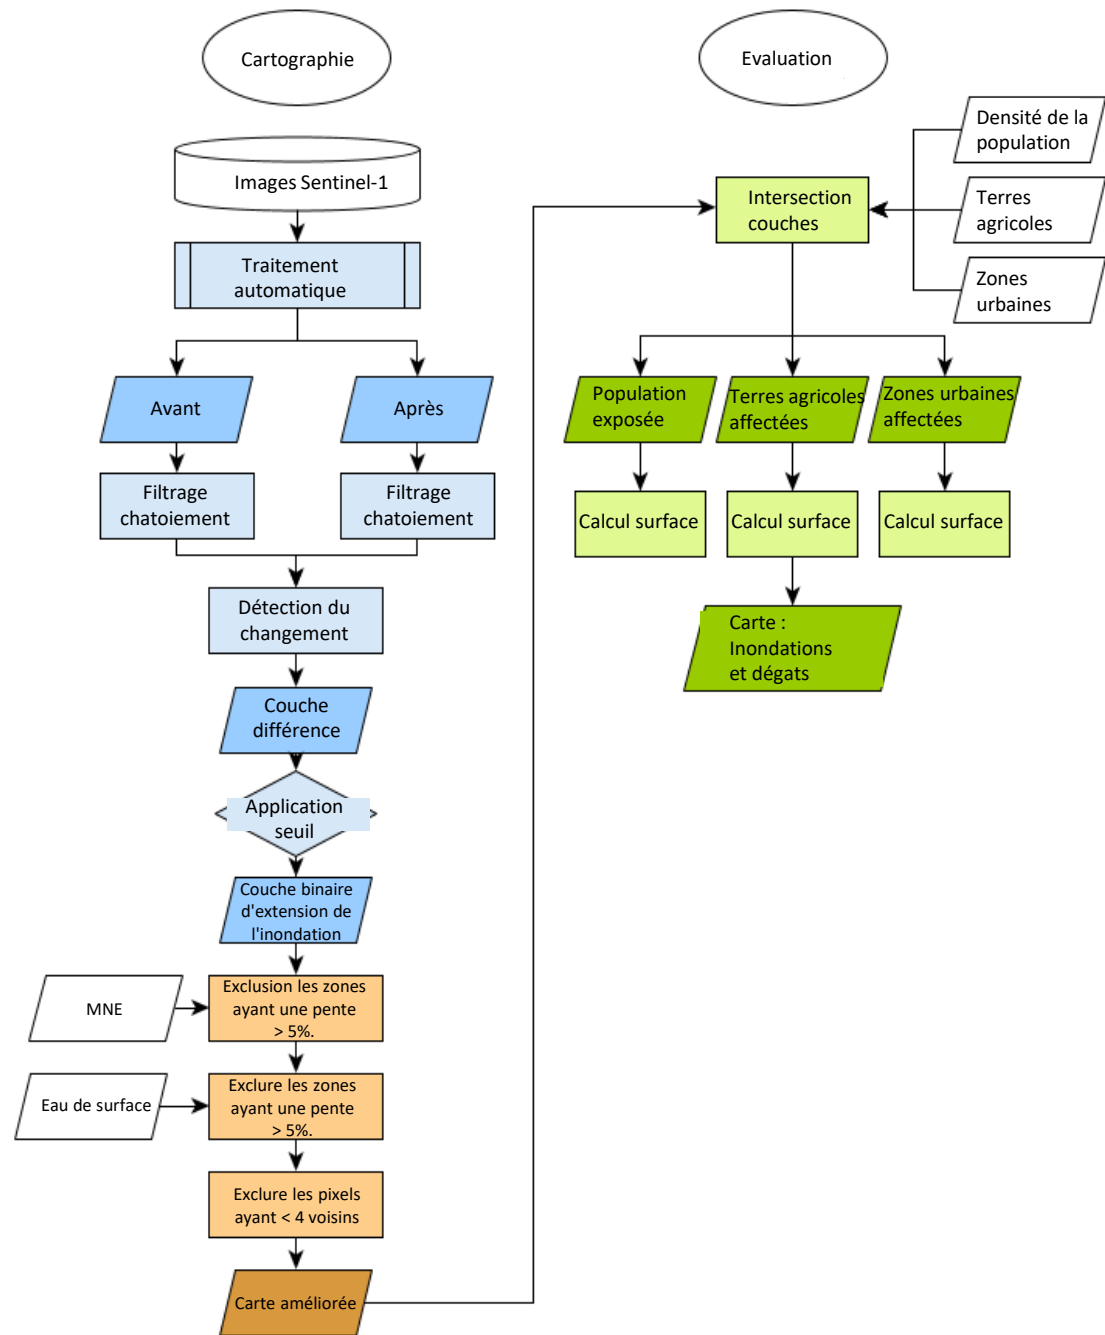 Cartographie
Images Sentinel-1
Traitement
automatique
Avant
Après
Filtrage
chatoiement
Filtrage
chatoiement
Détection du
changement
Couche
différence
Application
seuil
Couche binaire
d'extension de
l'inondation
MNE
Exclusion les zones
ayant une pente
> 5%.
Eau de surface
Exclure les zones
ayant une pente
> 5%.
Exclure les pixels
ayant < 4 voisins
Carte améliorée
Evaluation
Densité de la
population
Terres
agricoles
Zones
urbaines
Intersection
couches
Population
exposée
Terres agricoles
affectées
Zones urbaines
affectées
Calcul surface
Calcul surface
Calcul surface
Carte :
Inondations
et dégats